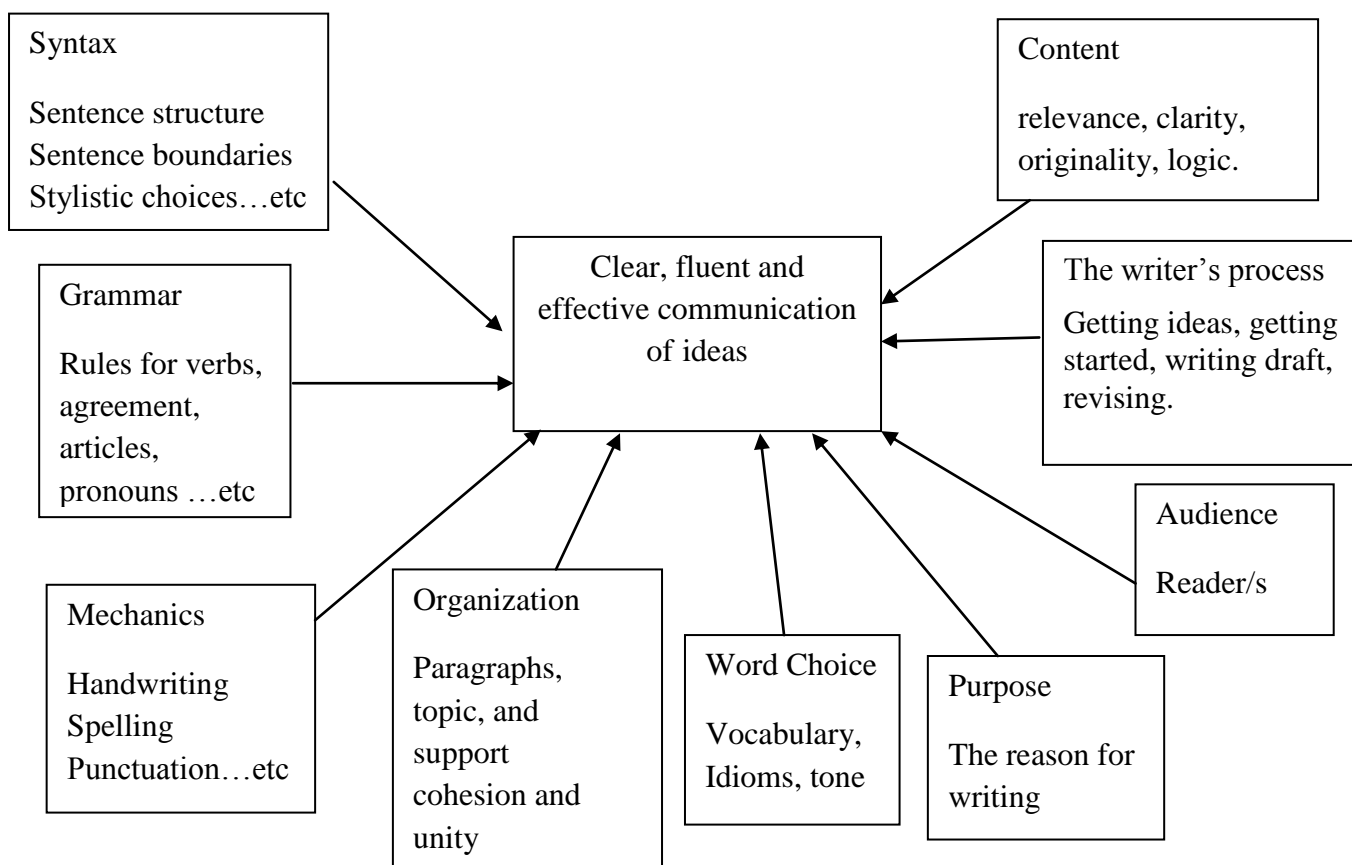 Syntax
Sentence structure
Sentence boundaries
Stylistic choices…etc
Content
relevance, clarity,
originality, logic.
Clear, fluent and
effective communication
of ideas
The writer’s process
Getting ideas, getting
started, writing draft,
revising.
Grammar
Rules for verbs,
agreement,
articles,
pronouns …etc
Audience
Reader/s
Mechanics
Handwriting
Spelling
Punctuation…etc
Organization
Paragraphs,
topic, and
support
cohesion and
unity
Word Choice
Vocabulary,
Idioms, tone
Purpose
The reason for
writing